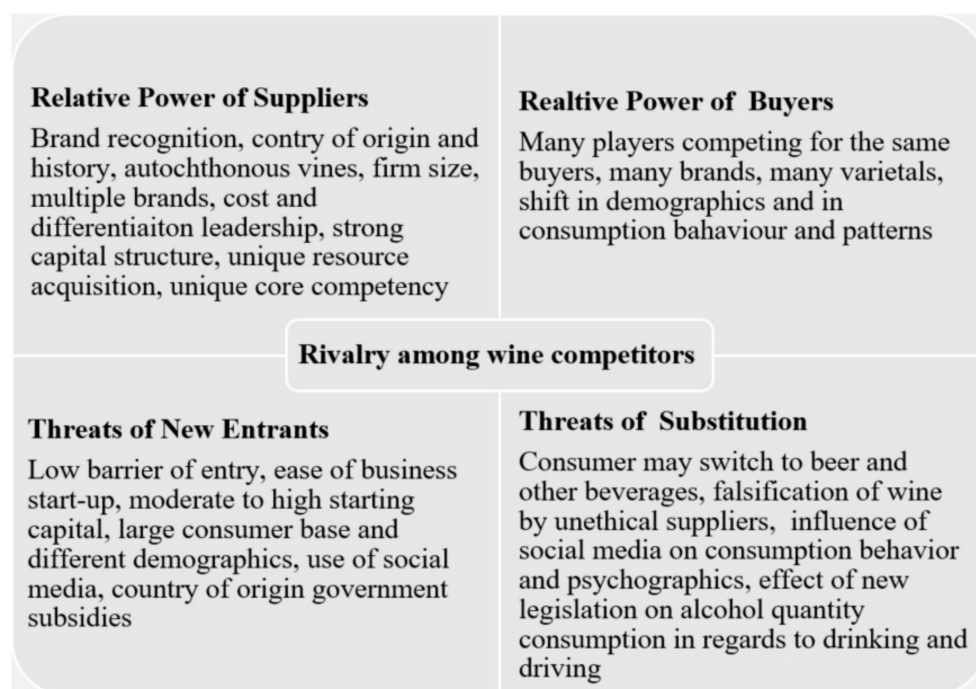 Relative Power of Suppliers
Brand recognition, contry of origin and
history, autochthonous vines, firm size,
multiple brands, cost and
differentiaiton leadership, strong
capital structure, unique resource
acquisition, unique core competency
Realtive Power of Buyers
Many players competing for the same
buyers, many brands, many varietals,
shift in demographics and in
consumption bahaviour and patterns
Rivalry among wine competitors
Threats of New Entrants
Low barrier of entry, ease of business
start-up, moderate to high starting
capital, large consumer base and
different demographics, use of social
media, country of origin government
subsidies
Threats of Substitution
Consumer may switch to beer and
other beverages, falsification of wine
by unethical suppliers, influence of
social media on consumption behavior
and psychographics, effect of new
legislation on alcohol quantity
consumption in regards to drinking and
driving